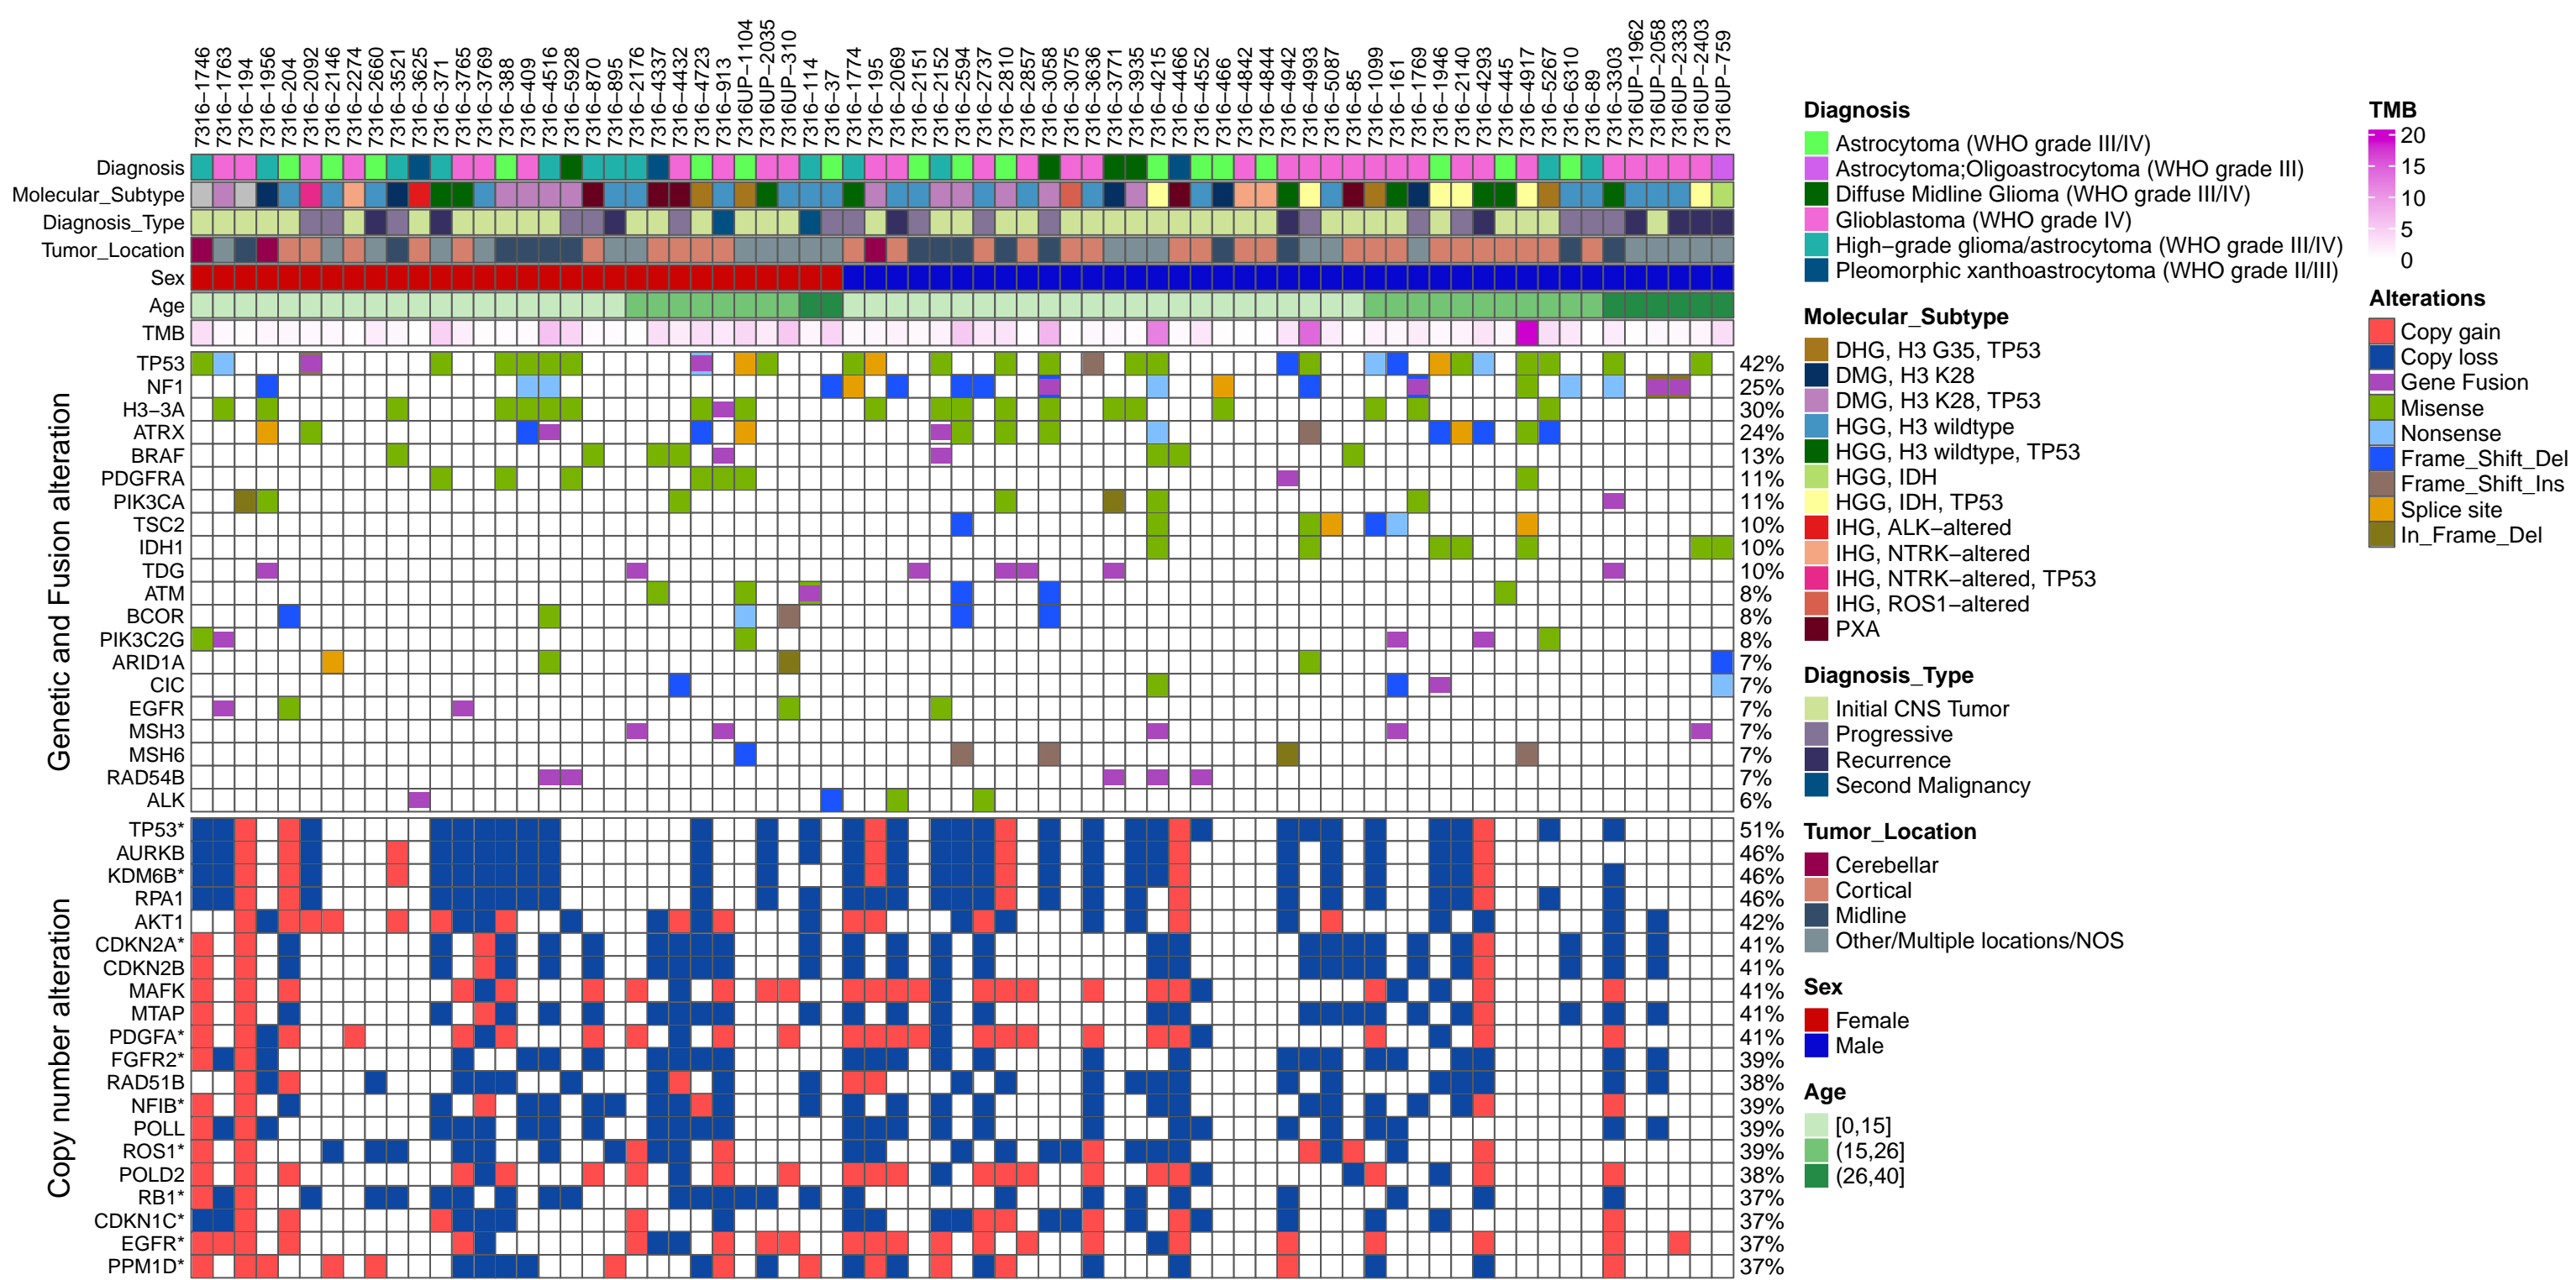 7316−1746
7316−1763
7316−194
7316−1956
7316−204
7316−2092
7316−2146
7316−2274
7316−2660
7316−3521
7316−3625
7316−371
7316−3765
7316−3769
7316−388
7316−409
7316−4516
7316−5928
7316−870
7316−895
7316−2176
7316−4337
7316−4432
7316−4723
7316−913
7316UP−1104
7316UP−2035
7316UP−310
7316−114
7316−37
7316−1774
7316−195
7316−2069
7316−2151
7316−2152
7316−2594
7316−2737
7316−2810
7316−2857
7316−3058
7316−3075
7316−3636
7316−3771
7316−3935
7316−4215
7316−4466
7316−4552
7316−466
7316−4842
7316−4844
7316−4942
7316−4993
7316−5087
7316−85
7316−1099
7316−161
7316−1769
7316−1946
7316−2140
7316−4293
7316−445
7316−4917
7316−5267
7316−6310
7316−89
7316−3303
7316UP−1962
7316UP−2058
7316UP−2333
7316UP−2403
7316UP−759
Diagnosis
Molecular_Subtype
Diagnosis_Type
Tumor_Location
Sex
Age
TMB
Genetic and Fusion alteration
TP53 42%
NF1 25%
H3−3A 30%
ATRX 24%
BRAF 13%
PDGFRA 11%
PIK3CA 11%
TSC2 10%
IDH1 10%
TDG 10%
ATM 8%
BCOR 8%
PIK3C2G 8%
ARID1A 7%
CIC 7%
EGFR 7%
MSH3 7%
MSH6 7%
RAD54B 7%
ALK 6%
Copy number alteration
TP53* 51%
AURKB 46%
KDM6B* 46%
RPA1 46%
AKT1 42%
CDKN2A* 41%
CDKN2B 41%
MAFK 41%
MTAP 41%
PDGFA* 41%
FGFR2* 39%
RAD51B 38%
NFIB* 39%
POLL 39%
ROS1* 39%
POLD2 38%
RB1* 37%
CDKN1C* 37%
EGFR* 37%
PPM1D* 37%
Diagnosis
Astrocytoma (WHO grade III/IV)
Astrocytoma;Oligoastrocytoma (WHO grade III)
Diffuse Midline Glioma (WHO grade III/IV)
Glioblastoma (WHO grade IV)
High−grade glioma/astrocytoma (WHO grade III/IV)
Pleomorphic xanthoastrocytoma (WHO grade II/III)
Molecular_Subtype
DHG, H3 G35, TP53
DMG, H3 K28
DMG, H3 K28, TP53
HGG, H3 wildtype
HGG, H3 wildtype, TP53
HGG, IDH
HGG, IDH, TP53
IHG, ALK−altered
IHG, NTRK−altered
IHG, NTRK−altered, TP53
IHG, ROS1−altered
PXA
Diagnosis_Type
Initial CNS Tumor
Progressive
Recurrence
Second Malignancy
Tumor_Location
Cerebellar
Cortical
Midline
Other/Multiple locations/NOS
Sex
Female
Male
Age
[0,15]
(15,26]
(26,40]
TMB
20
15
10
5
0
Alterations
Copy gain
Copy loss
Gene Fusion
Misense
Nonsense
Frame_Shift_Del
Frame_Shift_Ins
Splice site
In_Frame_Del